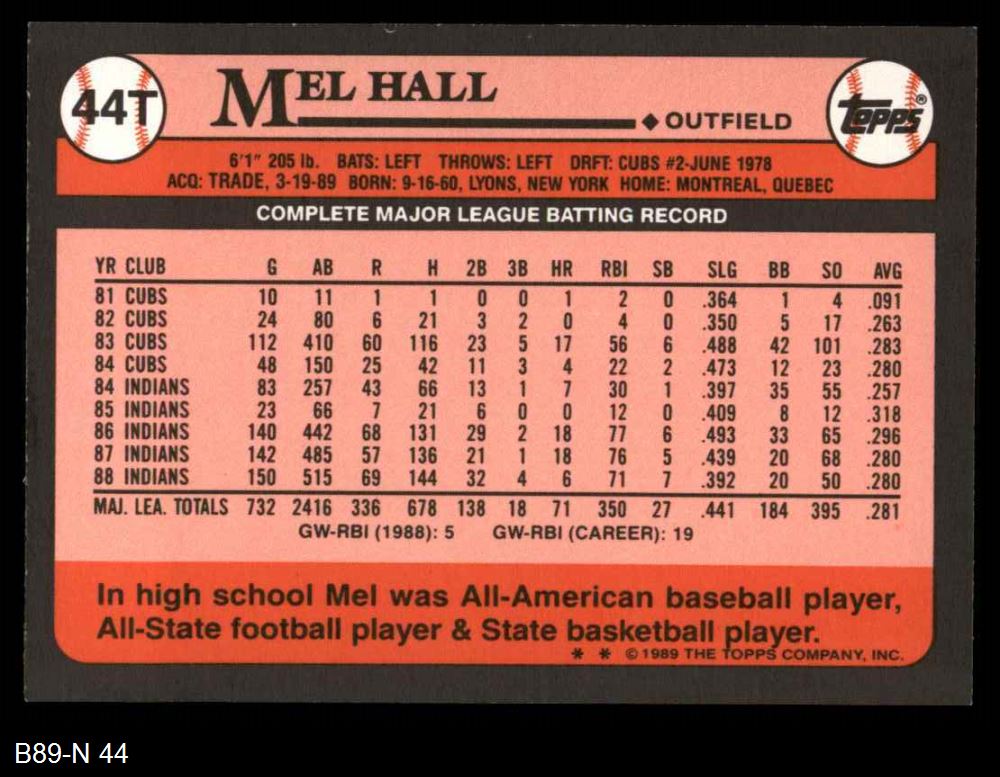 44T
MEL HALL
◆ OUTFIELD
Topps®
6'1" 205 lb. BATS: LEFT THROWS: LEFT DRFT: CUBS #2-JUNE 1978
ACQ: TRADE, 3-19-89 BORN: 9-16-60, LYONS, NEW YORK HOME: MONTREAL, QUEBEC
COMPLETE MAJOR LEAGUE BATTING RECORD
YR CLUB G AB R H 2B 3B HR RBI SB SLG BB SO AVG
81 CUBS 10 11 1 1 0 0 1 2 0 .364 1 4 .091
82 CUBS 24 80 6 21 3 2 0 4 0 .350 5 17 .263
83 CUBS 112 410 60 116 23 5 17 56 6 .488 42 101 .283
84 CUBS 48 150 25 42 11 3 4 22 2 .473 12 23 .280
84 INDIANS 83 257 43 66 13 1 7 30 1 .397 35 55 .257
85 INDIANS 23 66 7 21 6 0 0 12 0 .409 8 12 .318
86 INDIANS 140 442 68 131 29 2 18 77 6 .493 33 65 .296
87 INDIANS 142 485 57 136 21 1 18 76 5 .439 20 68 .280
88 INDIANS 150 515 69 144 32 4 6 71 7 .392 20 50 .280
MAJ. LEA. TOTALS 732 2416 336 678 138 18 71 350 27 .441 184 395 .281
GW-RBI (1988): 5 GW-RBI (CAREER): 19
In high school Mel was All-American baseball player,
All-State football player & State basketball player.
* * © 1989 THE TOPPS COMPANY, INC.
B89-N 44